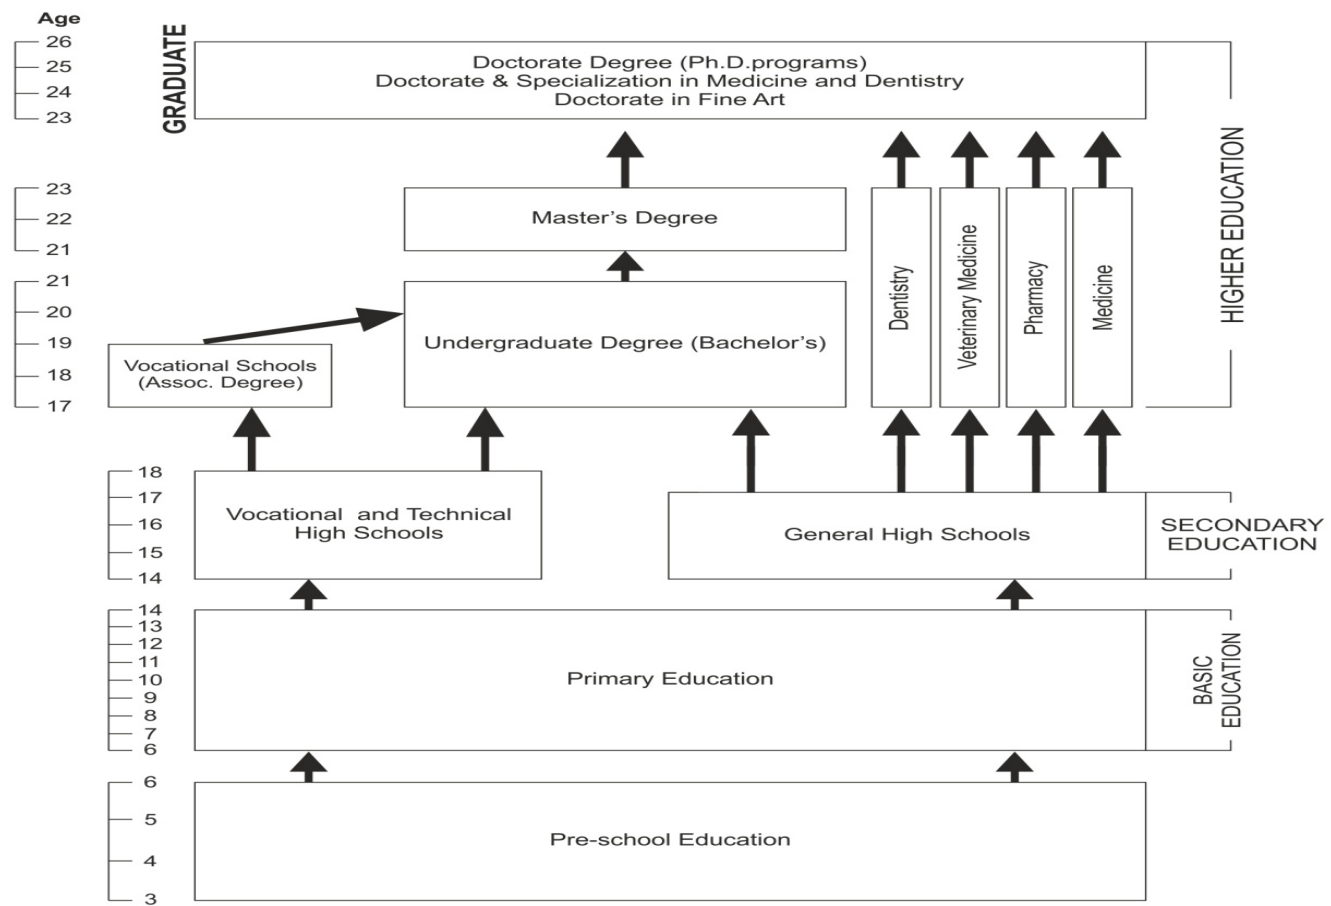 Age
26
25
24
23
GRADUATE
Doctorate Degree (Ph.D.programs)
Doctorate & Specialization in Medicine and Dentistry
Doctorate in Fine Art
HIGHER EDUCATION
23
22
21
Master’s Degree
21
20
19
18
17
Vocational Schools
(Assoc. Degree)
Undergraduate Degree (Bachelor’s)
Dentistry
Veterinary Medicine
Pharmacy
Medicine
18
17
16
15
14
Vocational and Technical
High Schools
General High Schools
SECONDARY
EDUCATION
14
13
12
11
10
9
8
7
6
Primary Education
BASIC
EDUCATION
6
5
4
3
Pre-school Education